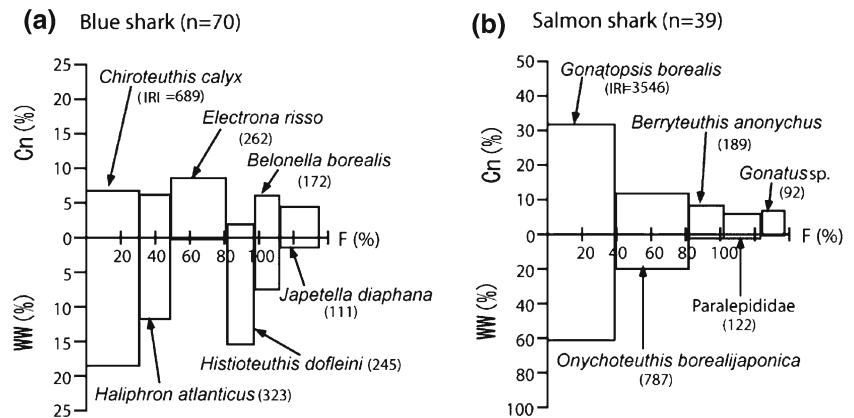 (a) Blue shark (n=70)
25
20
15
10
5
0
5
10
15
20
25
Cn (%)
WW (%)
20 40 60 80 100
F (%)
Chiroteuthis calyx
(IRI =689)
Electrona risso
(262)
Belonella borealis
(172)
Japetella diaphana
(111)
Histioteuthis dofleini (245)
Haliphron atlanticus (323)
(b) Salmon shark (n=39)
50
40
30
20
10
0
20
40
60
80
100
Cn (%)
WW (%)
20 40 60 80 100
F (%)
Gonatopsis borealis
(IRI=3546)
Berryteuthis anonychus
(189)
Gonatus sp.
(92)
Paralepididae
(122)
Onychoteuthis borealijaponica
(787)